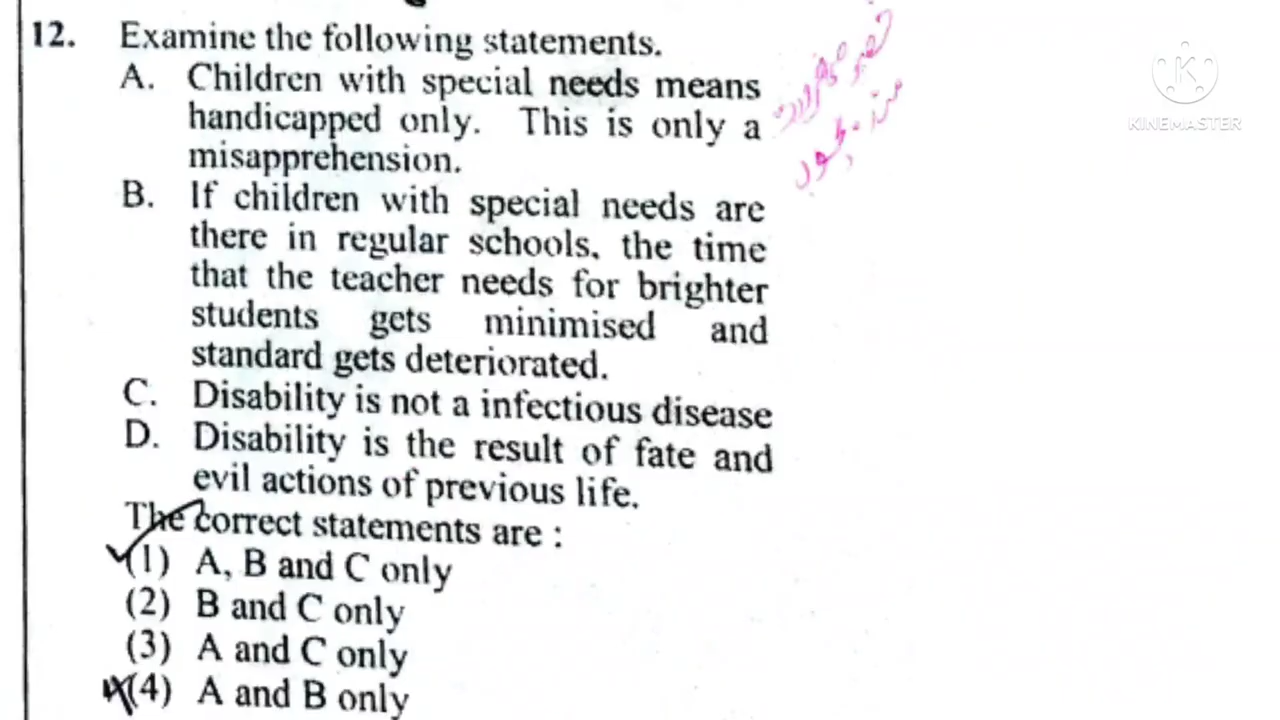 12. Examine the following statements.
A. Children with special needs means
handicapped only. This is only a
misapprehension.
B. If children with special needs are
there in regular schools, the time
that the teacher needs for brighter
students gets minimised and
standard gets deteriorated.
C. Disability is not a infectious disease
D. Disability is the result of fate and
evil actions of previous life.
The correct statements are :
(1) A, B and C only
(2) B and C only
(3) A and C only
(4) A and B only
K
KINEMASTER